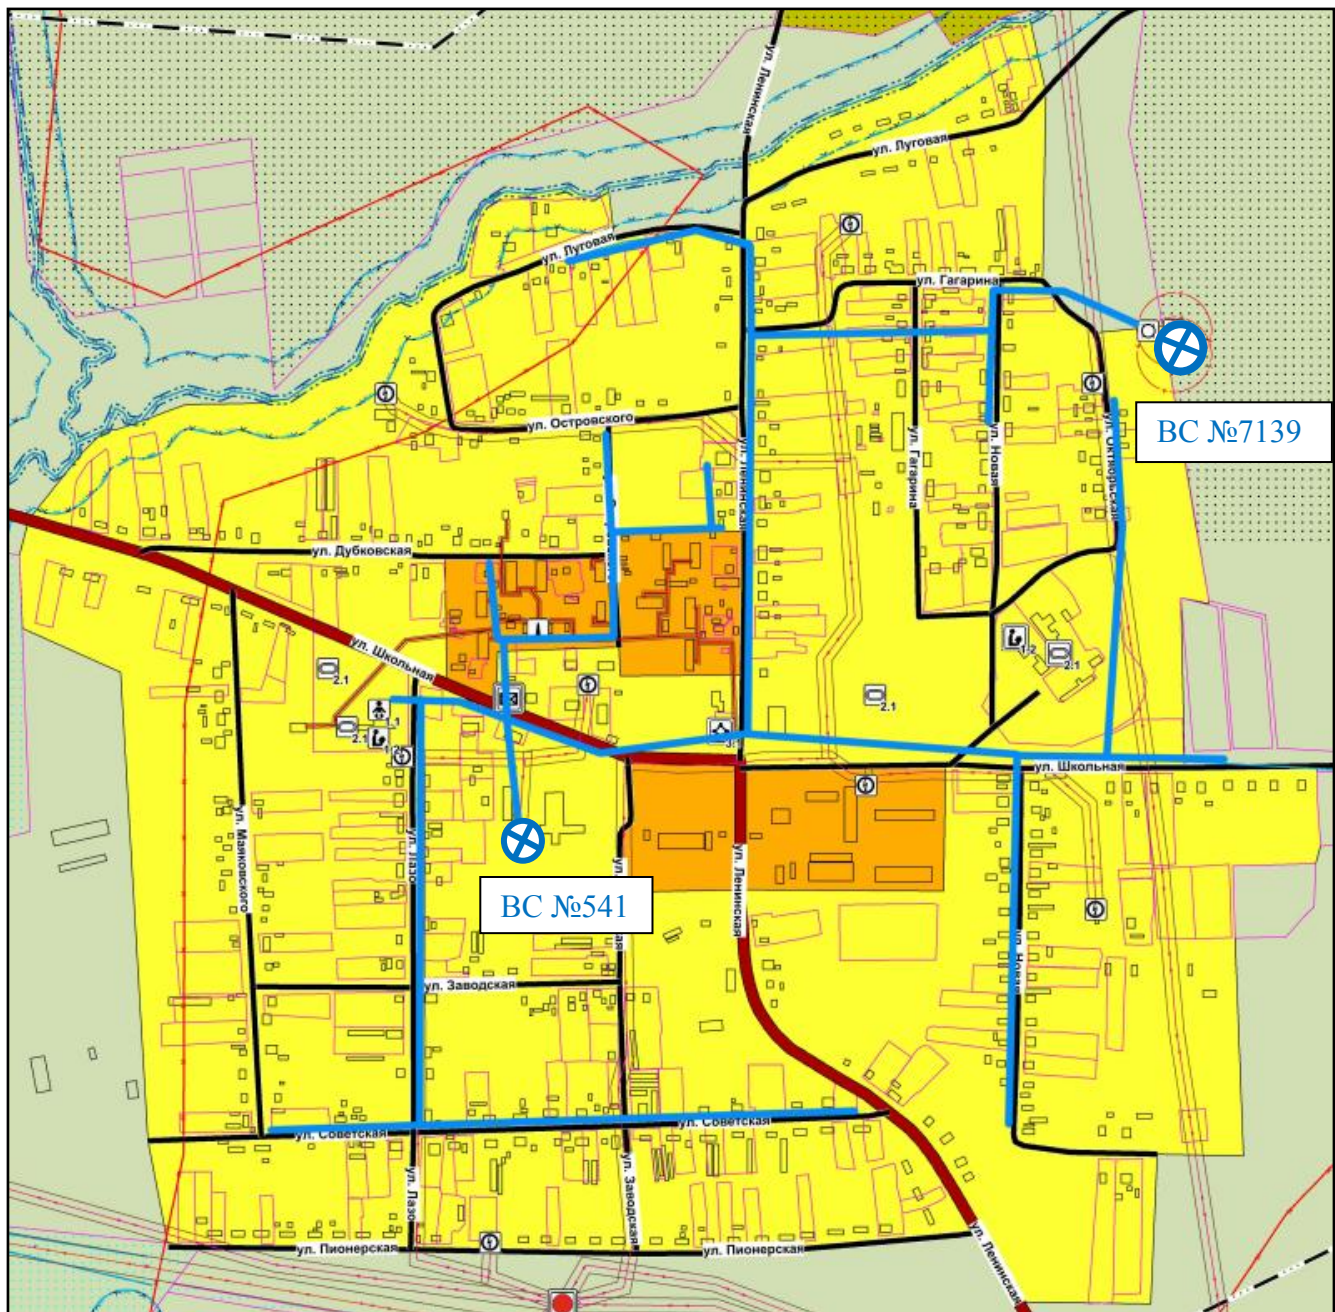 ул. Ленинская
ул. Луговая
ул. Луговая
ул. Гагарина
ВС №7139
ул. Островского
ул. Ленинская
ул. Гагарина
ул. Новая
ул. Октябрьская
ул. Дубковская
ул. Школьная
2.1
1.2
2.1
2.1
2.1
ул. Школьная
ул. Маяковского
ул. Лазо
ул. Ленинская
ВС №541
ул. Новая
ул. Заводская
ул. Советская
ул. Советская
ул. Лазо
ул. Заводская
ул. Пионерская
ул. Пионерская
ул. Ленинская